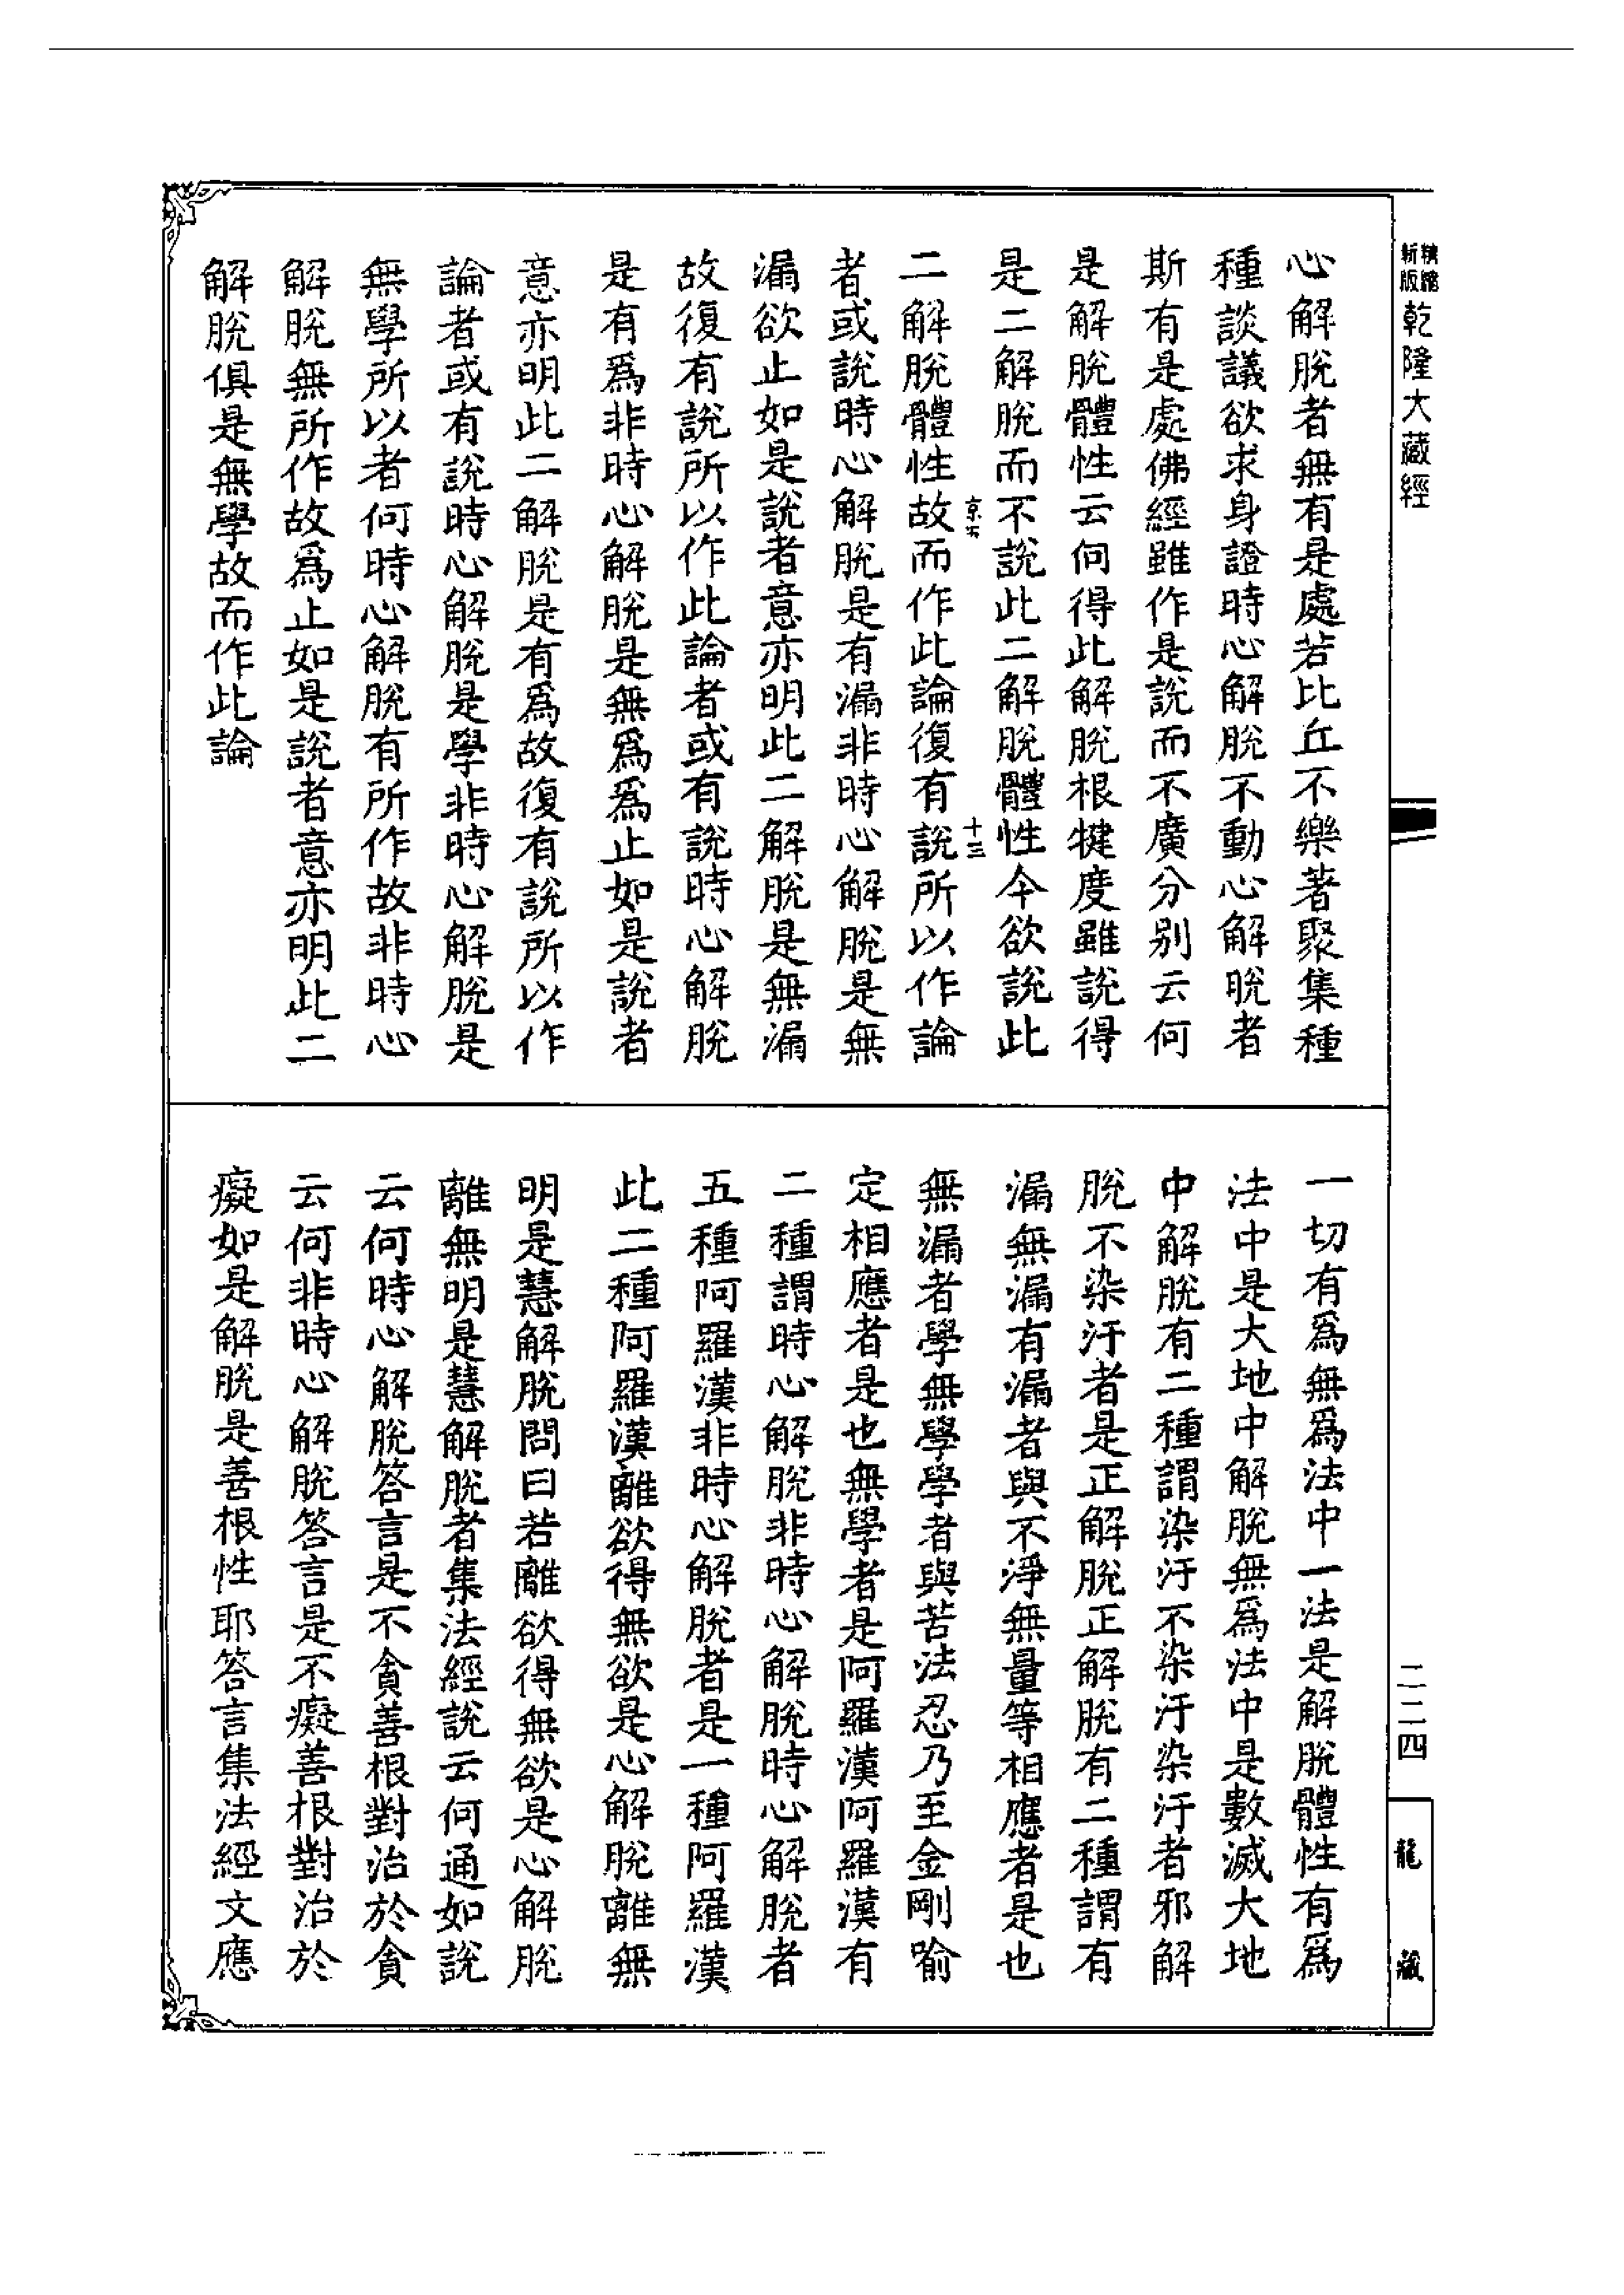 精縮
新版
乾隆大藏經
心解脫者無有是處若比丘不樂著聚集種
種談議欲求身證時心解脫不動心解脫者
斯有是處佛經雖作是說而不廣分別云何
是解脫體性云何得此解脫根揵度雖說得
是二解脫而不說此二解脫體性今欲說此
十三
二解脫體性故而作此論復有說所以作論
者或說時心解脫是有漏非時心解脫是無
漏欲止如是說者意亦明此二解脫是無漏
故復有說所以作此論者或有說時心解脫
是有爲非時心解脫是無爲爲止如是說者
意亦明此二解脫是有爲故復有說所以作
論者或有說時心解脫是學非時心解脫是
無學所以者何時心解脫有所作故非時心
解脫無所作故爲止如是說者意亦明此二
解脫俱是無學故而作此論
一切有爲無爲法中一法是解脫體性有爲
法中是大地中解脫無爲法中是數滅大地
中解脫有二種謂染汙不染汙染汙者邪解
脫不染汙者是正解脫正解脫有二種謂有
漏無漏有漏者與不淨無量等相應者是也
無漏者學無學學者與苦法忍乃至金剛喻
定相應者是也無學者是阿羅漢阿羅漢有
二種謂時心解脫非時心解脫時心解脫者
五種阿羅漢非時心解脫者是一種阿羅漢
此二種阿羅漢離欲得無欲是心解脫離無
明是慧解脫問曰若離欲得無欲是心解脫
離無明是慧解脫者集法經說云何通如說
云何時心解脫答言是不貪善根對治於貪
云何非時心解脫答言是不癡善根對治於
癡如是解脫是善根性耶答言集法經文應
二二四
龍藏